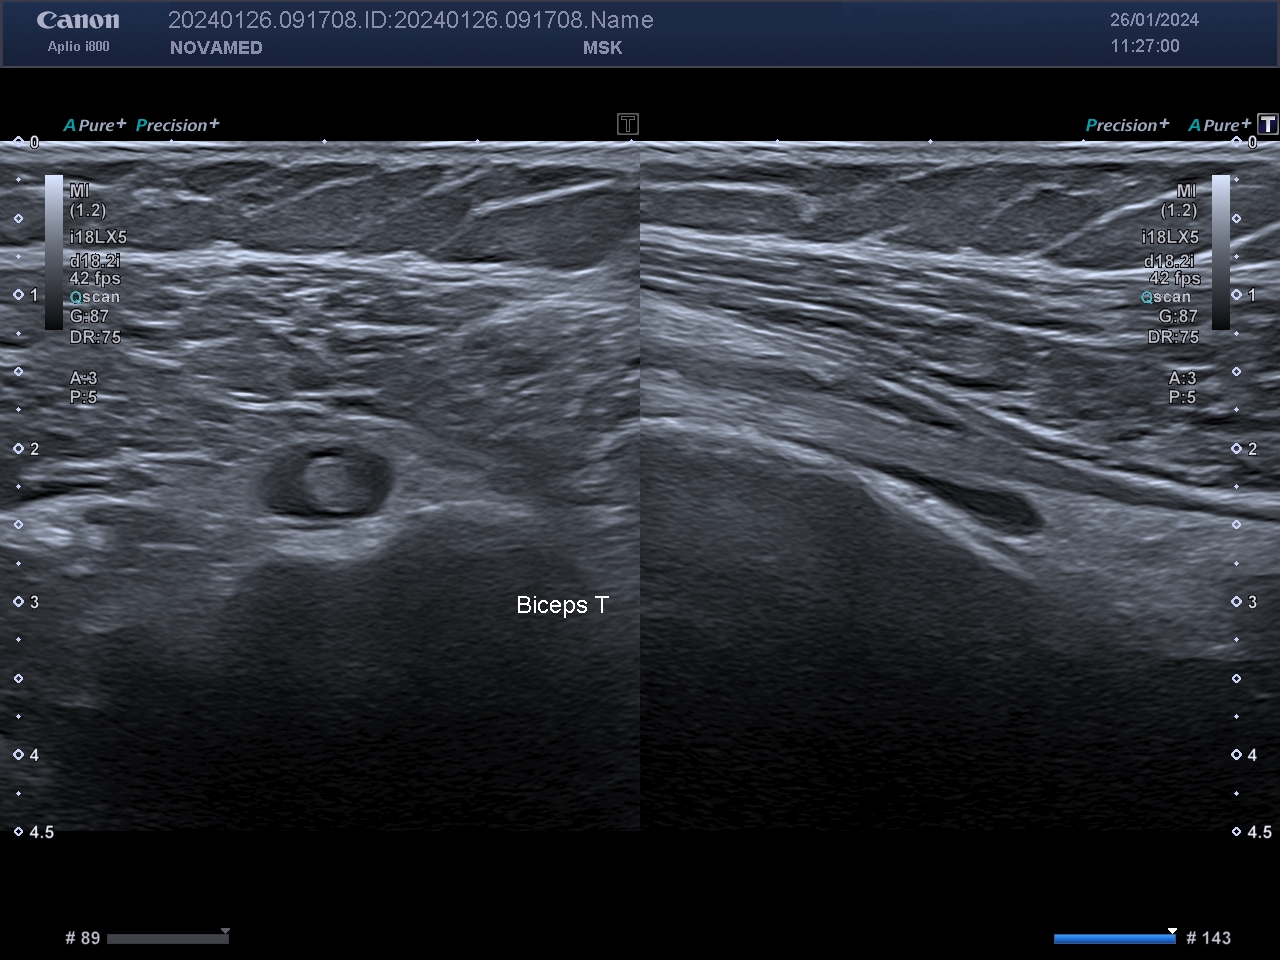 Canon
Aplio i800
20240126.091708.ID:20240126.091708.Name
NOVAMED
MSK
26/01/2024
11:27:00
A Pure+ Precision+
T
Precision+ A Pure+
T
0
MI
(1.2)
i18LX5
d18.2i
42 fps
Qscan
G:87
DR:75
A:3
P:5
1
2
3
4
4.5
Biceps T
0
MI
(1.2)
i18LX5
d18.2i
42 fps
Qscan
G:87
DR:75
A:3
P:5
1
2
3
4
4.5
# 89
# 143